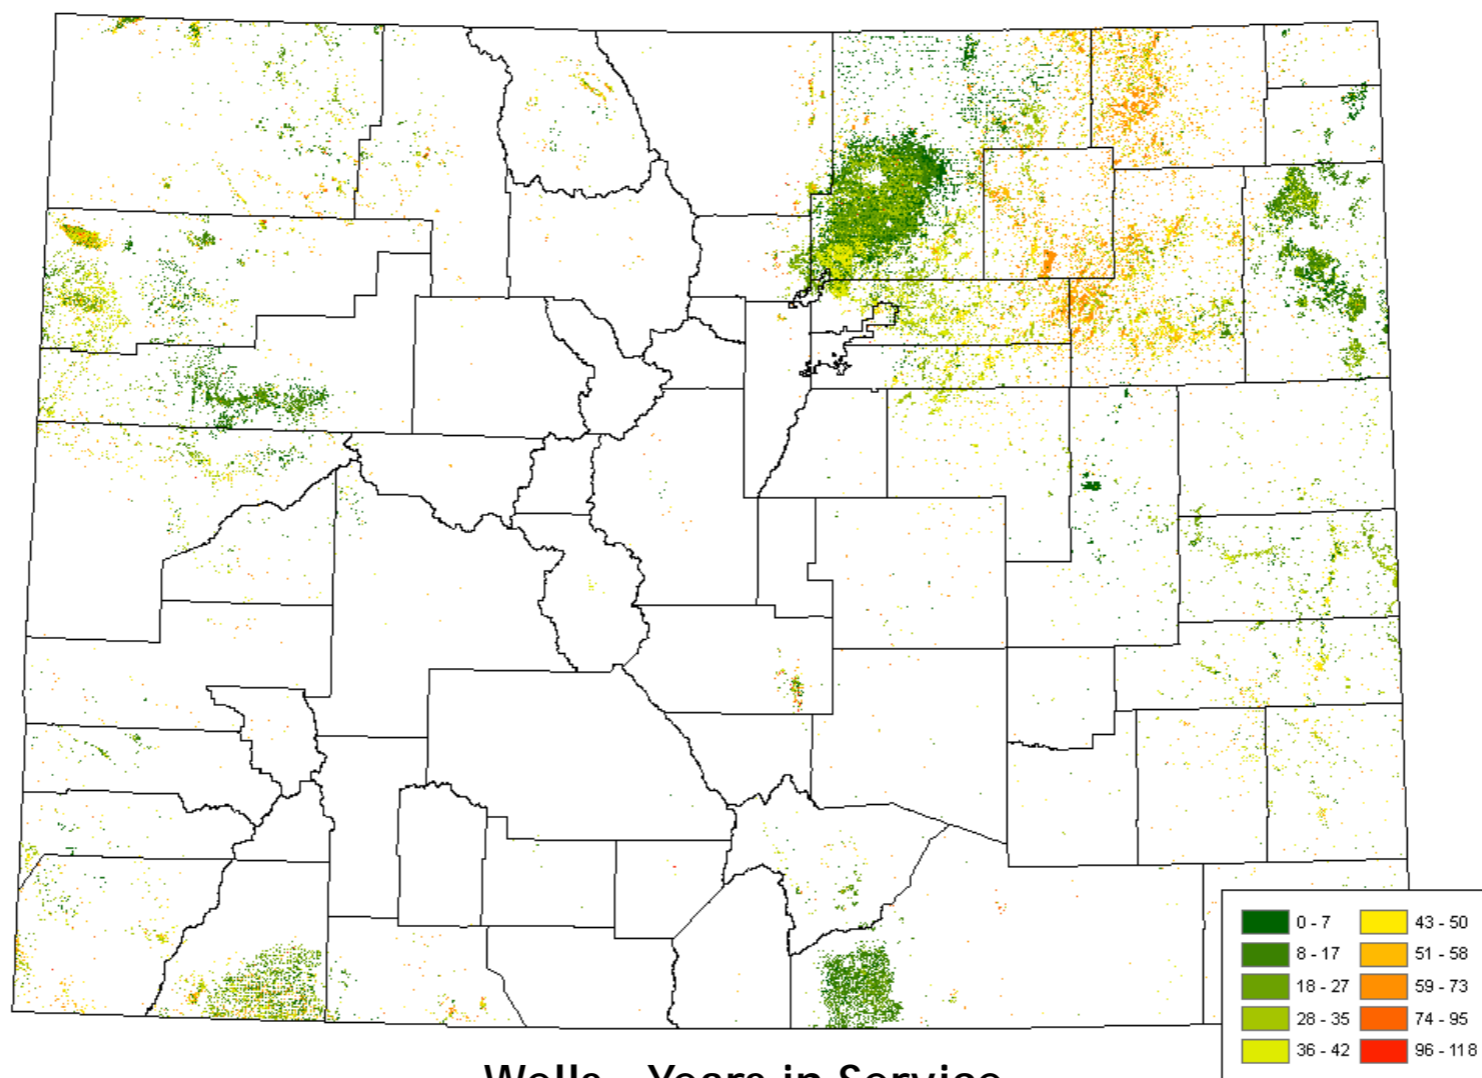 0 - 7 43 - 50
8 - 17 51 - 58
18 - 27 59 - 73
28 - 35 74 - 95
36 - 42 96 - 118
Wells - Years in Service